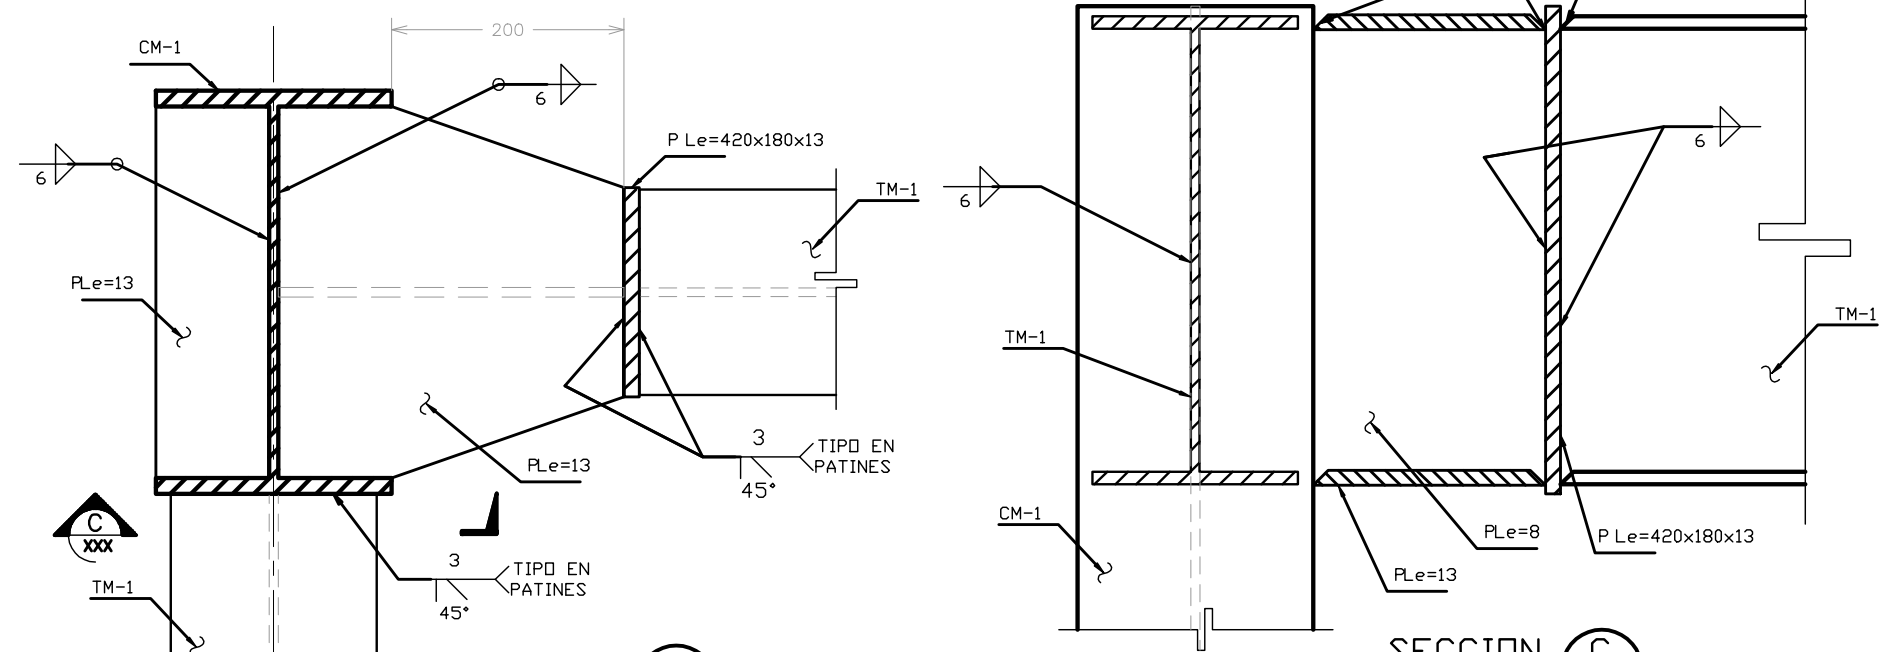 200
CM-1
6
6
P Le=420x180x13
TM-1
PLe=13
PLe=13
3
TIPO EN
PATINES
45°
C
XXX
3
TIPO EN
PATINES
45°
TM-1
6
6
TM-1
TM-1
CM-1
PLe=8
P Le=420x180x13
PLe=13
SECCION C